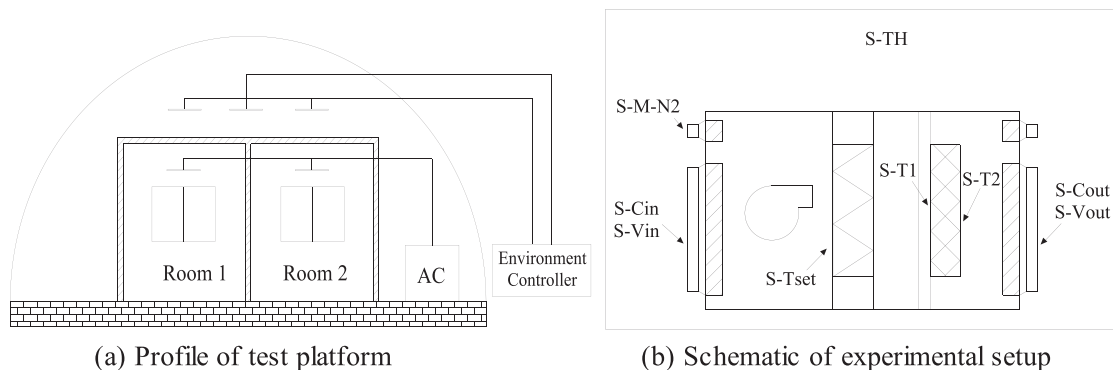 Room 1
Room 2
AC
Environment
Controller
(a) Profile of test platform
S-TH
S-M-N2
S-T1
S-T2
S-Cin
S-Vin
S-Cout
S-Vout
S-Tset
(b) Schematic of experimental setup